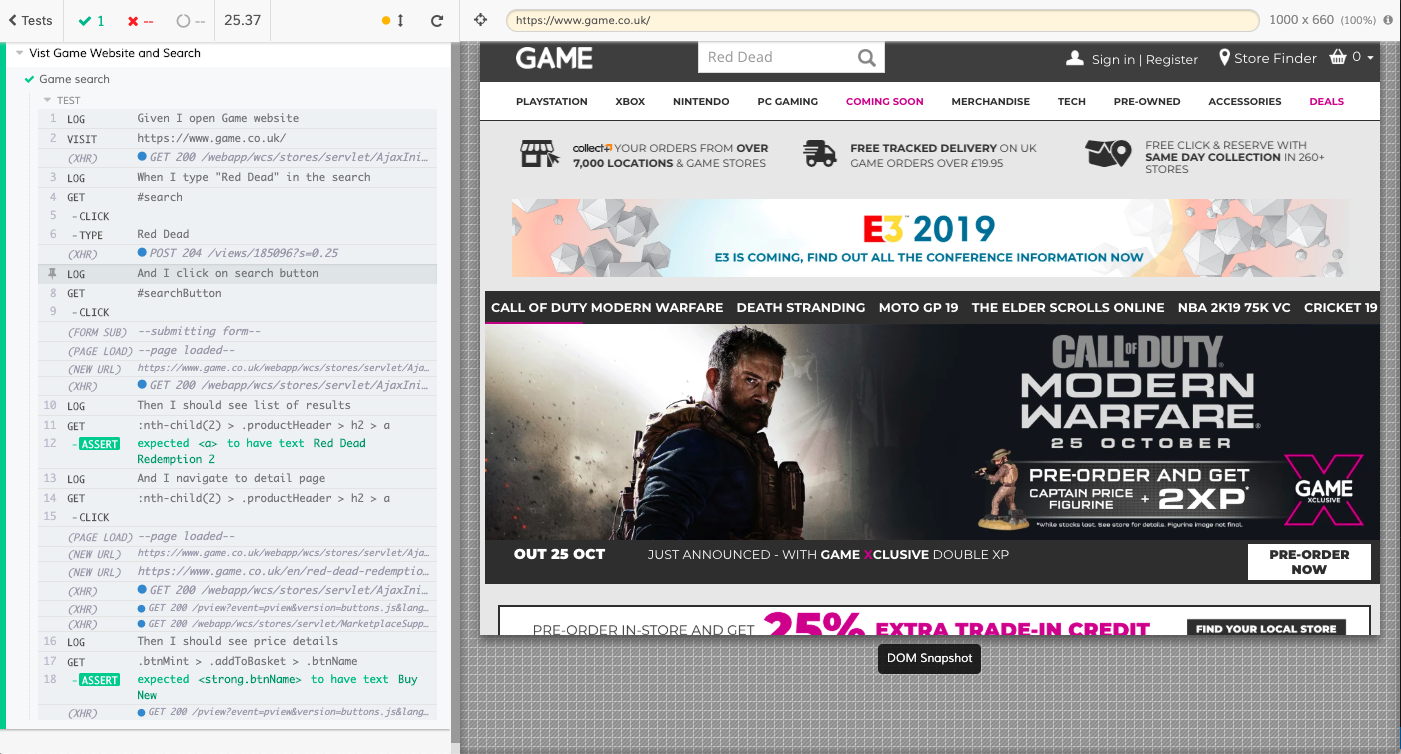 Tests
1
--
--
25.37
https://www.game.co.uk/
1000 x 660 (100%)
Vist Game Website and Search
Game search
TEST
1 LOG Given I open Game website
2 VISIT https://www.game.co.uk/
(XHR) GET 200 /webapp/wcs/stores/servlet/AjaxIni...
3 LOG When I type "Red Dead" in the search
4 GET #search
5 -CLICK
6 -TYPE Red Dead
(XHR) POST 204 /views/185096?s=0.25
LOG And I click on search button
8 GET #searchButton
9 -CLICK
(FORM SUB) --submitting form--
(PAGE LOAD) --page loaded--
(NEW URL) https://www.game.co.uk/webapp/wcs/stores/servlet/Aja...
(XHR) GET 200 /webapp/wcs/stores/servlet/AjaxIni...
10 LOG Then I should see list of results
11 GET :nth-child(2) > .productHeader > h2 > a
12 -ASSERT expected <a> to have text Red Dead
Redemption 2
13 LOG And I navigate to detail page
14 GET :nth-child(2) > .productHeader > h2 > a
15 -CLICK
(PAGE LOAD) --page loaded--
(NEW URL) https://www.game.co.uk/webapp/wcs/stores/servlet/Aja...
(NEW URL) https://www.game.co.uk/en/red-dead-redemptio...
(XHR) GET 200 /webapp/wcs/stores/servlet/AjaxIni...
(XHR) GET 200 /pview?event=pview&version=buttons.js&lang...
(XHR) GET 200 /webapp/wcs/stores/servlet/MarketplaceSupp...
16 LOG Then I should see price details
17 GET .btnMint > .addToBasket > .btnName
18 -ASSERT expected <strong.btnName> to have text Buy
New
(XHR) GET 200 /pview?event=pview&version=buttons.js&lang...
GAME
Red Dead
Sign in | Register
Store Finder
0
PLAYSTATION XBOX NINTENDO PC GAMING COMING SOON MERCHANDISE TECH PRE-OWNED ACCESSORIES DEALS
collect+ YOUR ORDERS FROM OVER
7,000 LOCATIONS & GAME STORES
FREE TRACKED DELIVERY ON UK
GAME ORDERS OVER £19.95
FREE CLICK & RESERVE WITH
SAME DAY COLLECTION IN 260+
STORES
E3™ 2019
E3 IS COMING, FIND OUT ALL THE CONFERENCE INFORMATION NOW
CALL OF DUTY MODERN WARFARE DEATH STRANDING MOTO GP 19 THE ELDER SCROLLS ONLINE NBA 2K19 75K VC CRICKET 19
CALL OF DUTY
MODERN
WARFARE®
25 OCTOBER
PRE-ORDER AND GET
CAPTAIN PRICE
FIGURINE + 2XP*
*while stocks last. See store for details. Figurine image not final.
GAME
XCLUSIVE
OUT 25 OCT
JUST ANNOUNCED - WITH GAME XCLUSIVE DOUBLE XP
PRE-ORDER
NOW
PRE-ORDER IN-STORE AND GET 25% EXTRA TRADE-IN CREDIT
FIND YOUR LOCAL STORE
DOM Snapshot